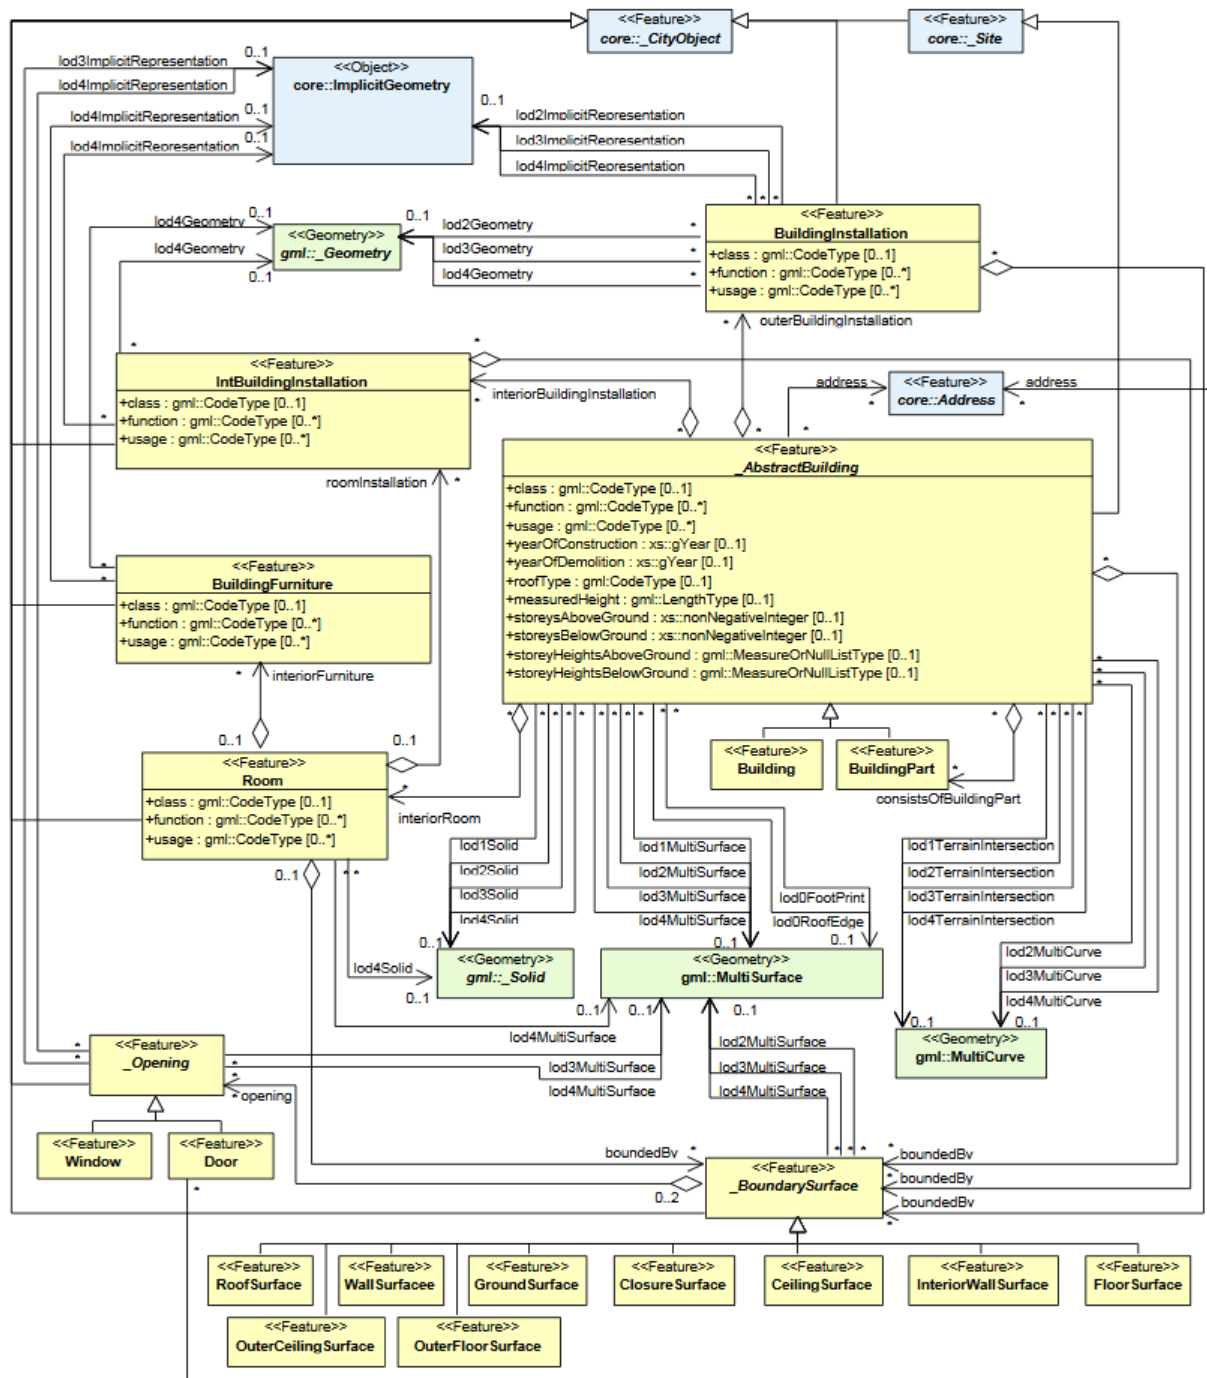 <<Feature>>
core::_CityObject
<<Feature>>
core::_Site
lod3ImplicitRepresentation
0..1
lod4ImplicitRepresentation
<<Object>>
core::ImplicitGeometry
0..1
lod4ImplicitRepresentation
0..1
lod4ImplicitRepresentation
0..1
lod2ImplicitRepresentation
lod3ImplicitRepresentation
lod4ImplicitRepresentation
* * *
lod4Geometry
0..1
lod4Geometry
0..1
<<Geometry>>
gml::_Geometry
0..1
lod2Geometry
*
lod3Geometry
*
lod4Geometry
*
<<Feature>>
BuildingInstallation
+class : gml::CodeType [0..1]
+function : gml::CodeType [0..*]
+usage : gml::CodeType [0..*]
*
* outerBuildingInstallation
*
<<Feature>>
IntBuildingInstallation
+class : gml::CodeType [0..1]
+function : gml::CodeType [0..*]
+usage : gml::CodeType [0..*]
*
*
interiorBuildingInstallation
*
address
*
<<Feature>>
core::Address
address
*
* * *
roomInstallation *
<<Feature>>
_AbstractBuilding
+class : gml::CodeType [0..1]
+function : gml::CodeType [0..*]
+usage : gml::CodeType [0..*]
+yearOfConstruction : xs::gYear [0..1]
+yearOfDemolition : xs::gYear [0..1]
+roofType : gml:CodeType [0..1]
+measuredHeight : gml::LengthType [0..1]
+storeysAboveGround : xs::nonNegativeInteger [0..1]
+storeysBelowGround : xs::nonNegativeInteger [0..1]
+storeyHeightsAboveGround : gml::MeasureOrNullListType [0..1]
+storeyHeightsBelowGround : gml::MeasureOrNullListType [0..1]
*
*
*
*
*
*
<<Feature>>
BuildingFurniture
+class : gml::CodeType [0..1]
+function : gml::CodeType [0..*]
+usage : gml::CodeType [0..*]
* interiorFurniture
0..1
0..1
* * * * * * * * * * * * * * * *
<<Feature>>
Room
+class : gml::CodeType [0..1]
+function : gml::CodeType [0..*]
+usage : gml::CodeType [0..*]
*
interiorRoom
<<Feature>>
Building
<<Feature>>
BuildingPart
*
consistsOfBuildingPart
0..1
* *
lod1Solid
lod2Solid
lod3Solid
lod4Solid
0..1
lod1MultiSurface
lod2MultiSurface
lod3MultiSurface
lod4MultiSurface
0..1
lod0FootPrint
lod0RoofEdge
0..1
lod1TerrainIntersection
lod2TerrainIntersection
lod3TerrainIntersection
lod4TerrainIntersection
lod2MultiCurve
lod3MultiCurve
lod4MultiCurve
lod4Solid
0..1
<<Geometry>>
gml::_Solid
<<Geometry>>
gml::MultiSurface
0..1
0..1
0..1
0..1
0..1
<<Geometry>>
gml::MultiCurve
lod4MultiSurface
lod3MultiSurface
lod4MultiSurface
lod2MultiSurface
lod3MultiSurface
lod4MultiSurface
<<Feature>>
_Opening
*
*
*
*
* opening
<<Feature>>
Window
<<Feature>>
Door
*
boundedBy
*
* * *
0..2
<<Feature>>
_BoundarySurface
*
boundedBy
*
boundedBy
boundedBy
*
<<Feature>>
RoofSurface
<<Feature>>
WallSurfacee
<<Feature>>
GroundSurface
<<Feature>>
ClosureSurface
<<Feature>>
CeilingSurface
<<Feature>>
InteriorWallSurface
<<Feature>>
FloorSurface
<<Feature>>
OuterCeilingSurface
<<Feature>>
OuterFloorSurface